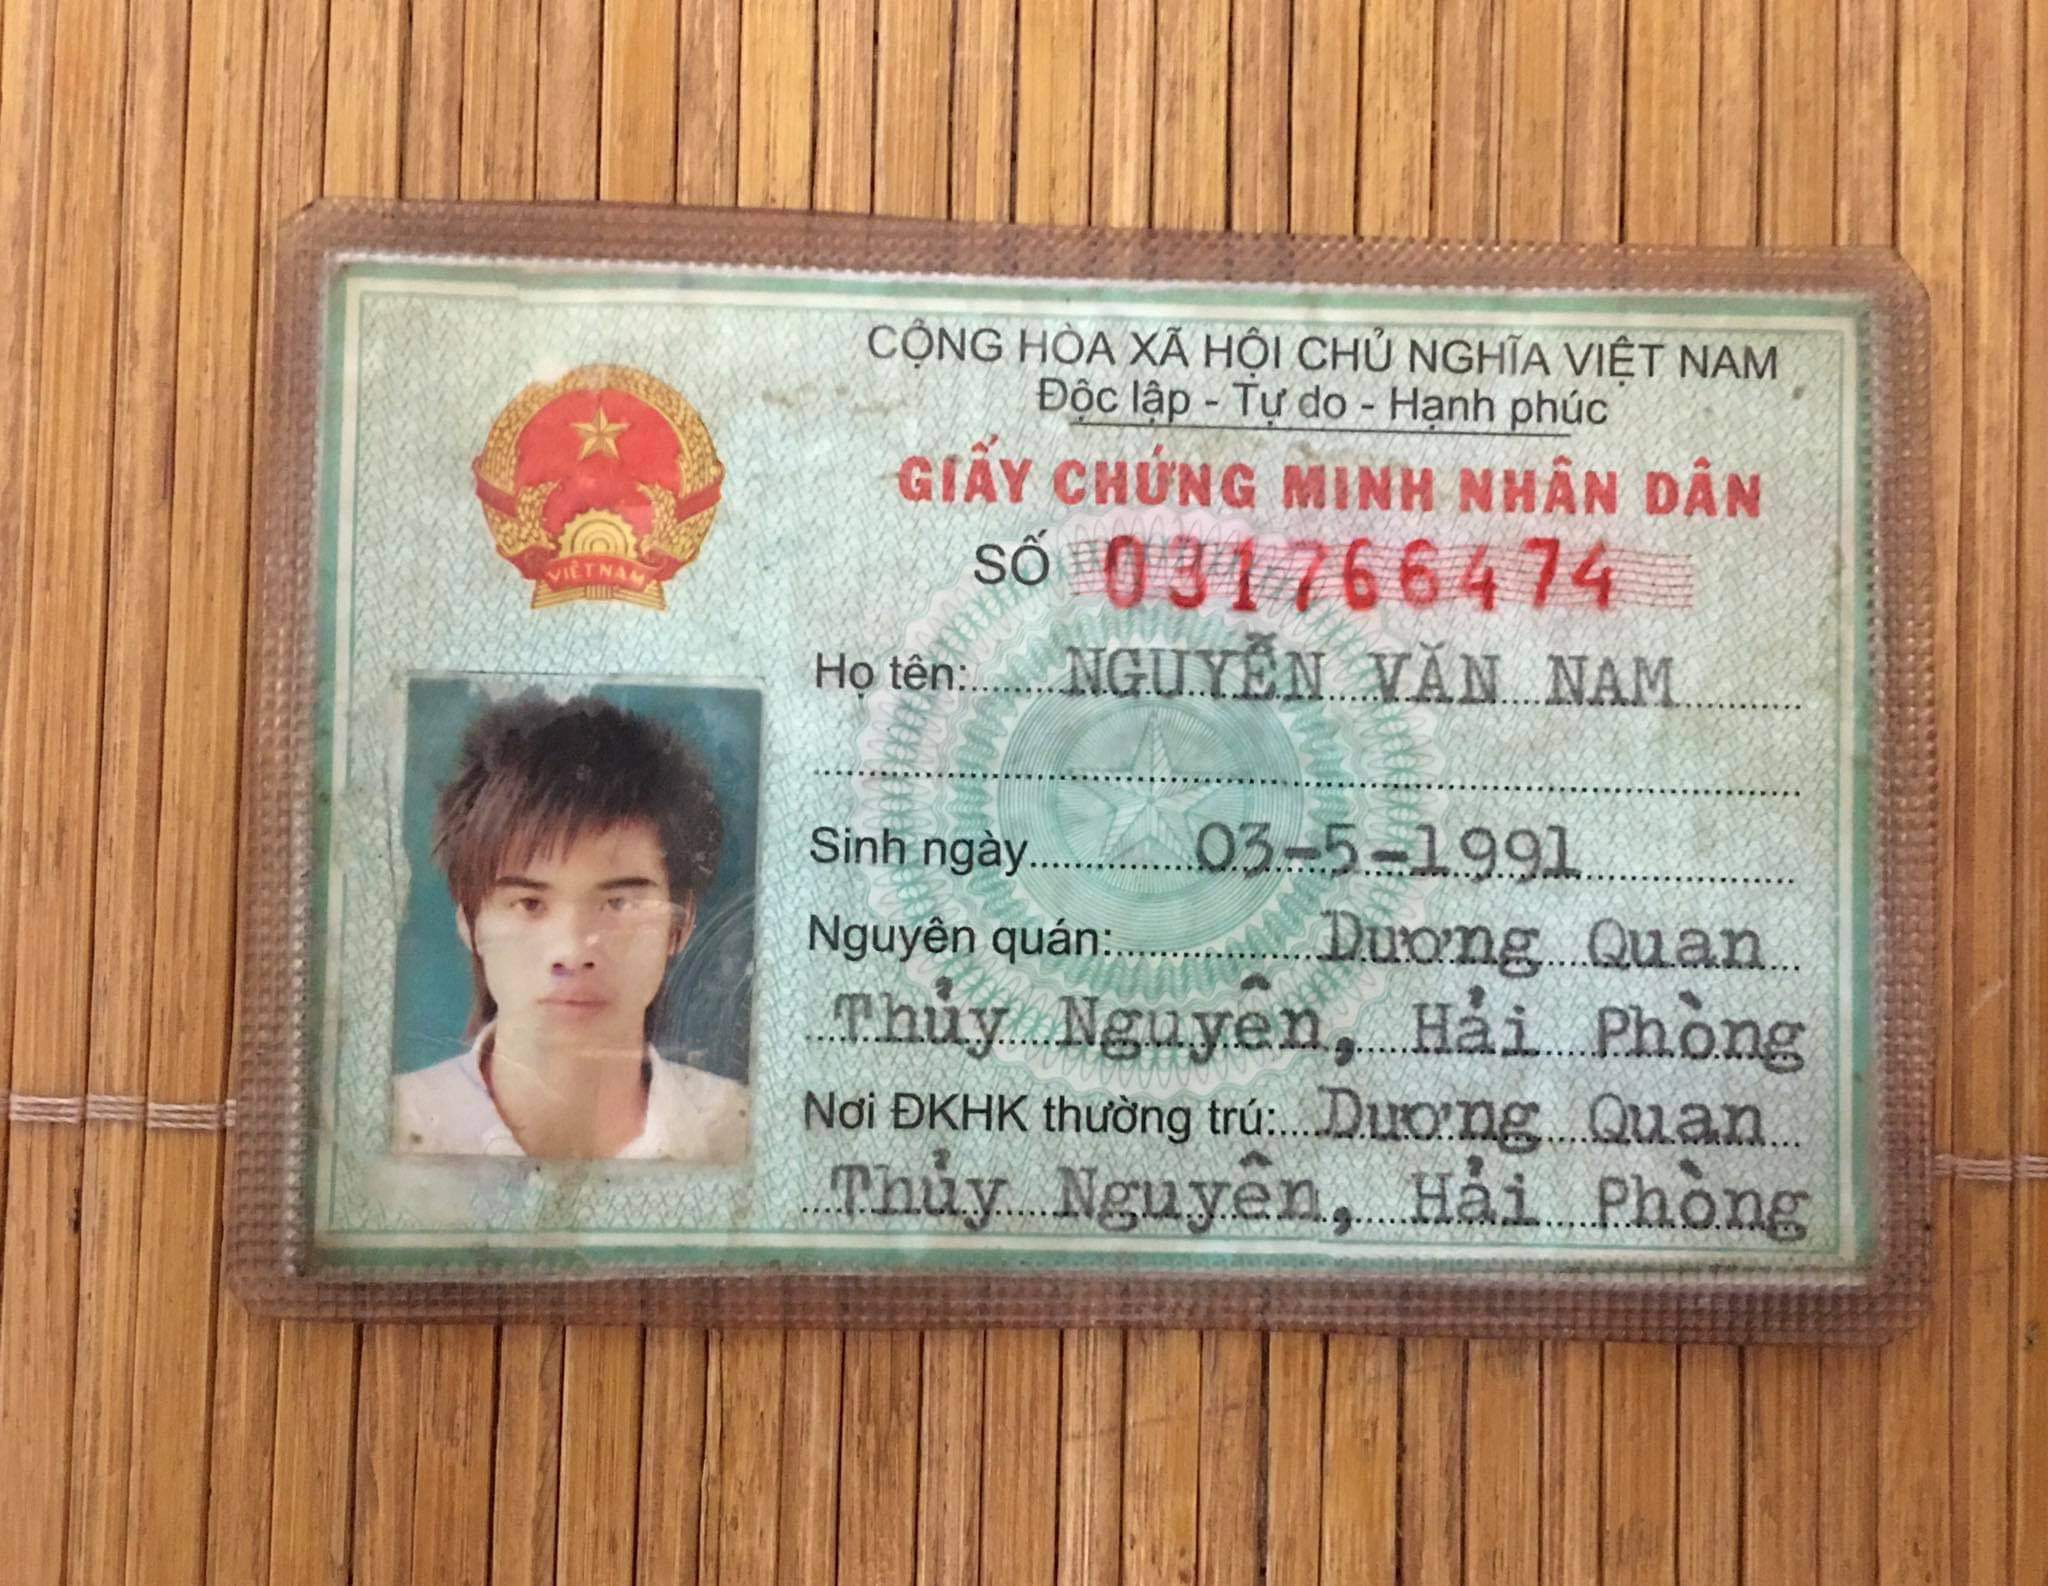 CỘNG HÒA XÃ HỘI CHỦ NGHĨA VIỆT NAM
Độc lập - Tự do - Hạnh phúc
GIẤY CHỨNG MINH NHÂN DÂN
SỐ 031766474
VIỆT NAM
Họ tên: NGUYỄN VĂN NAM
Sinh ngày 03-5-1991
Nguyên quán: Dương Quan
Thủy Nguyên, Hải Phòng
Nơi ĐKHK thường trú: Dương Quan
Thủy Nguyên, Hải Phòng